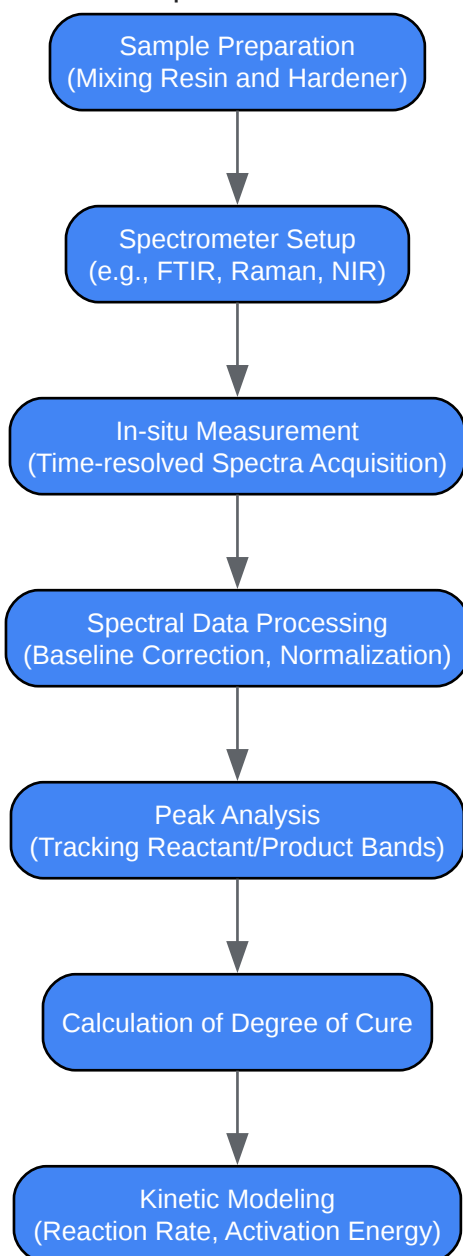 Sample Preparation
(Mixing Resin and Hardener)
Spectrometer Setup
(e.g., FTIR, Raman, NIR)
In-situ Measurement
(Time-resolved Spectra Acquisition)
Spectral Data Processing
(Baseline Correction, Normalization)
Peak Analysis
(Tracking Reactant/Product Bands)
Calculation of Degree of Cure
Kinetic Modeling
(Reaction Rate, Activation Energy)